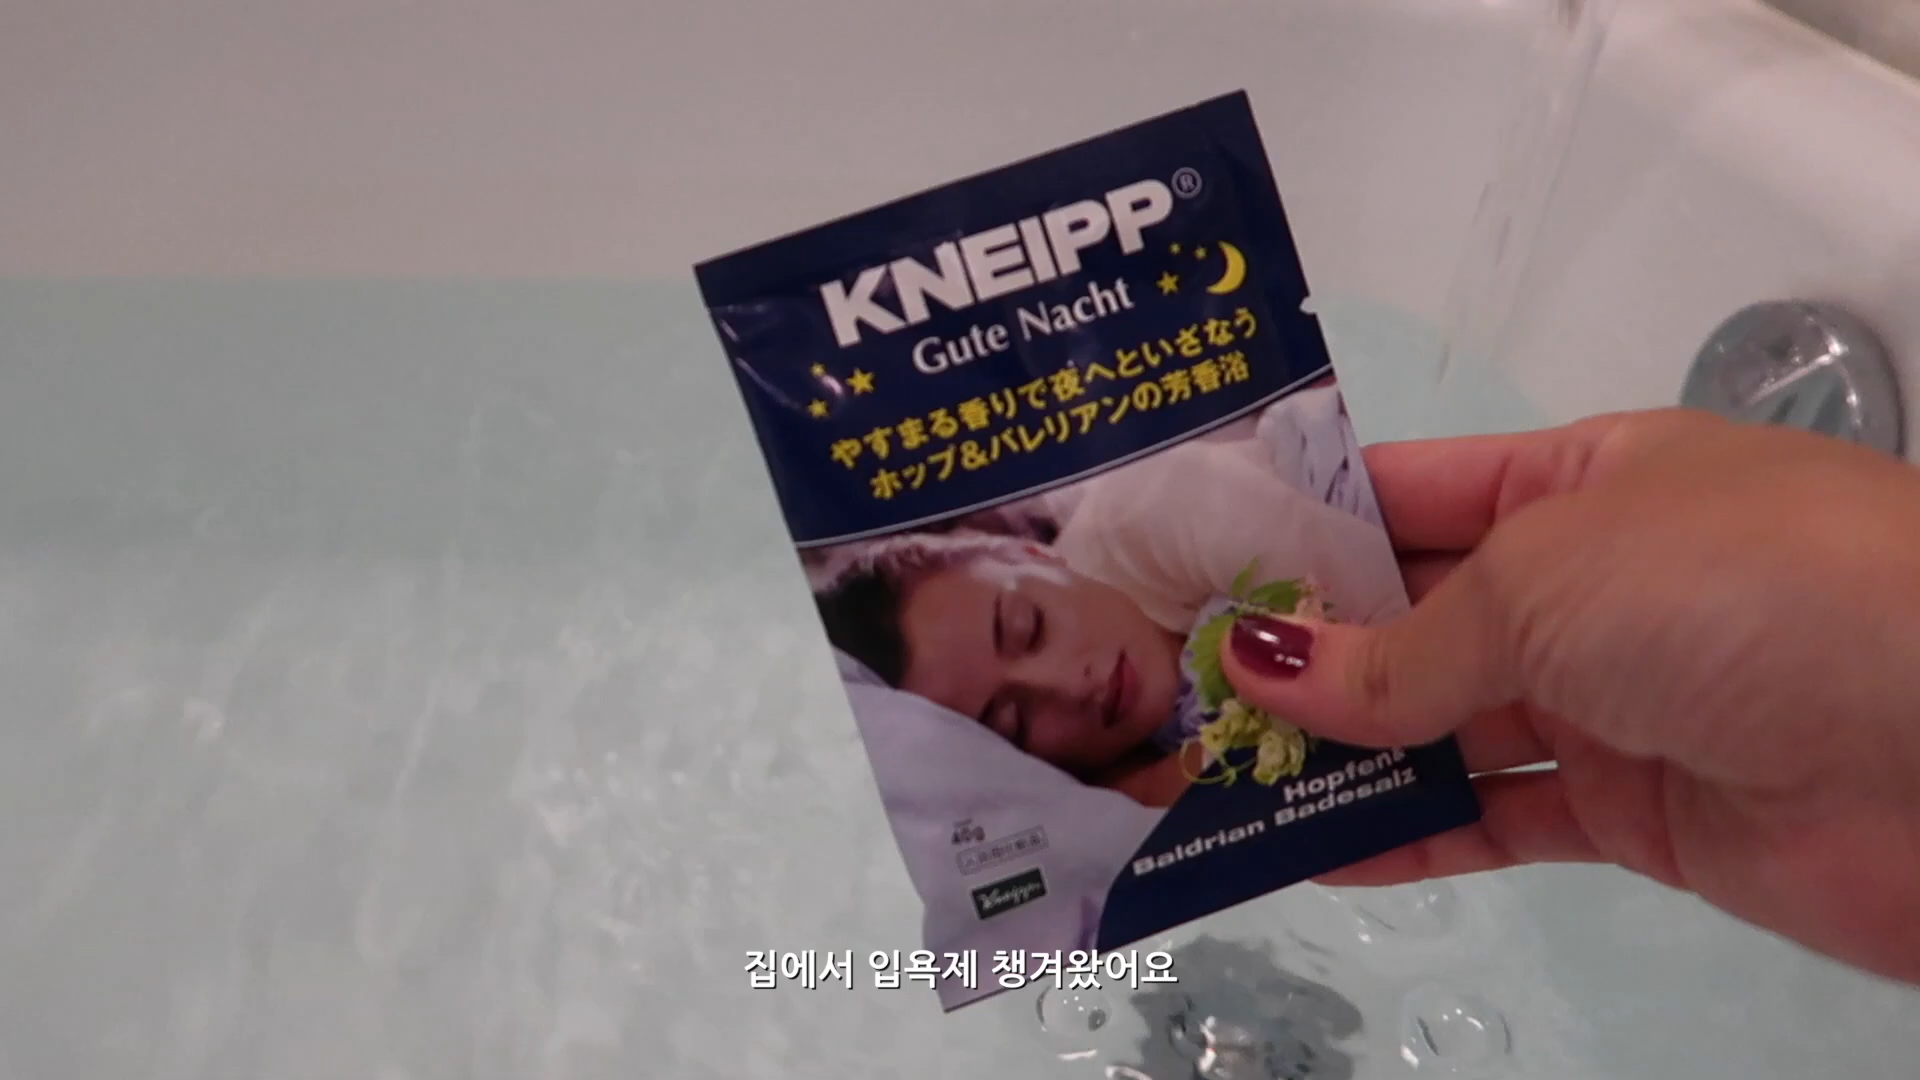 KNEIPP®
Gute Nacht
やすまる香りで夜へといざなう
ホップ&バレリアンの芳香浴
Hopfen&
Baldrian Badesalz
40g
Kneipp
집에서 입욕제 챙겨왔어요